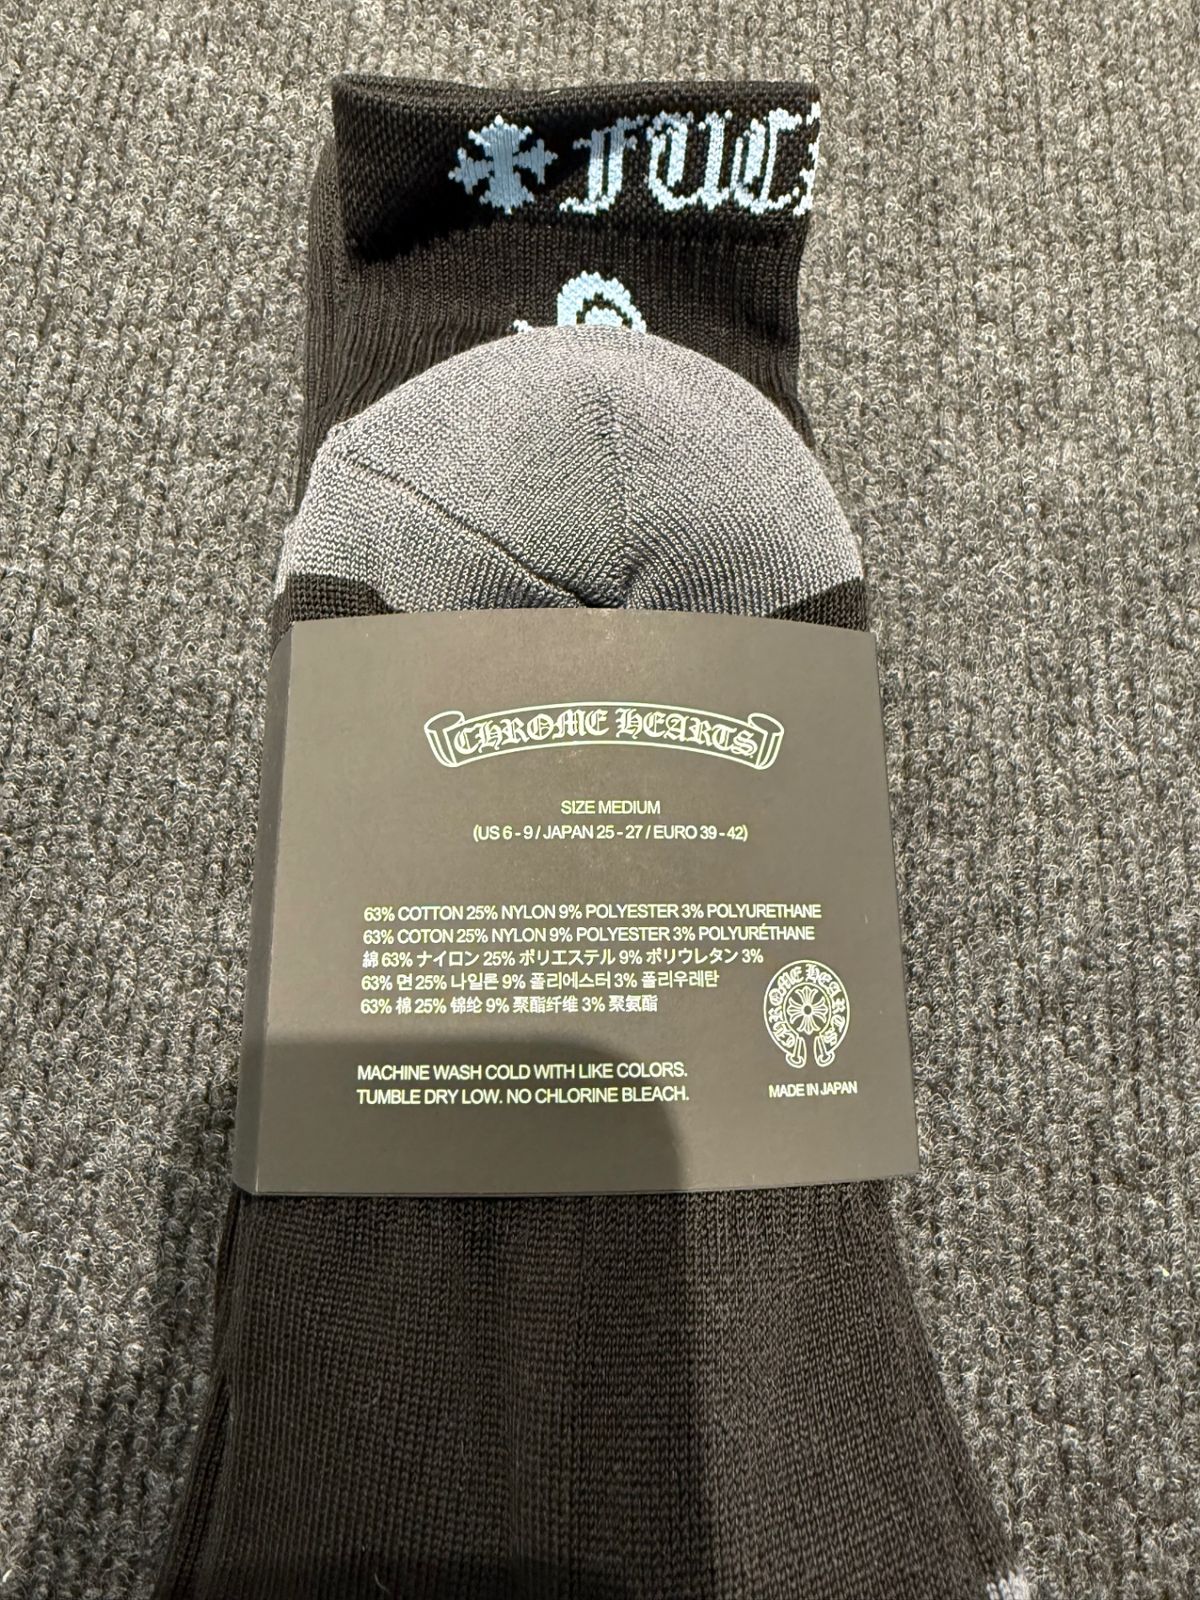 FUC
CHROME HEARTS
SIZE MEDIUM
(US 6 - 9 / JAPAN 25 - 27 / EURO 39 - 42)
63% COTTON 25% NYLON 9% POLYESTER 3% POLYURETHANE
63% COTON 25% NYLON 9% POLYESTER 3% POLYURÉTHANE
綿 63% ナイロン 25% ポリエステル 9% ポリウレタン 3%
63% 면 25% 나일론 9% 폴리에스터 3% 폴리우레탄
63% 棉 25% 锦纶 9% 聚酯纤维 3% 聚氨酯
CHROME HEARTS
MACHINE WASH COLD WITH LIKE COLORS.
TUMBLE DRY LOW. NO CHLORINE BLEACH.
MADE IN JAPAN